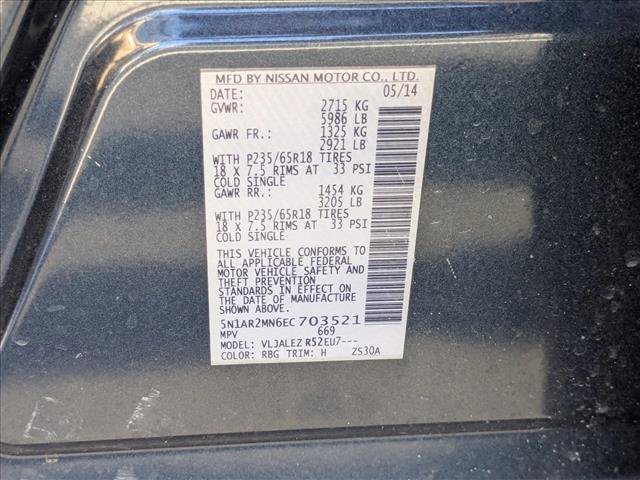 MFD BY NISSAN MOTOR CO., LTD.
DATE: 05/14
GVWR: 2715 KG
5986 LB
GAWR FR.: 1325 KG
2921 LB
WITH P235/65R18 TIRES
18 X 7.5 RIMS AT 33 PSI
COLD SINGLE
GAWR RR.: 1454 KG
3205 LB
WITH P235/65R18 TIRES
18 X 7.5 RIMS AT 33 PSI
COLD SINGLE
THIS VEHICLE CONFORMS TO
ALL APPLICABLE FEDERAL
MOTOR VEHICLE SAFETY AND
THEFT PREVENTION
STANDARDS IN EFFECT ON
THE DATE OF MANUFACTURE
SHOWN ABOVE.
5N1AR2MN6EC703521
MPV 669
MODEL: VLJALEZ R52EU7---
COLOR: RBG TRIM: H ZS30A